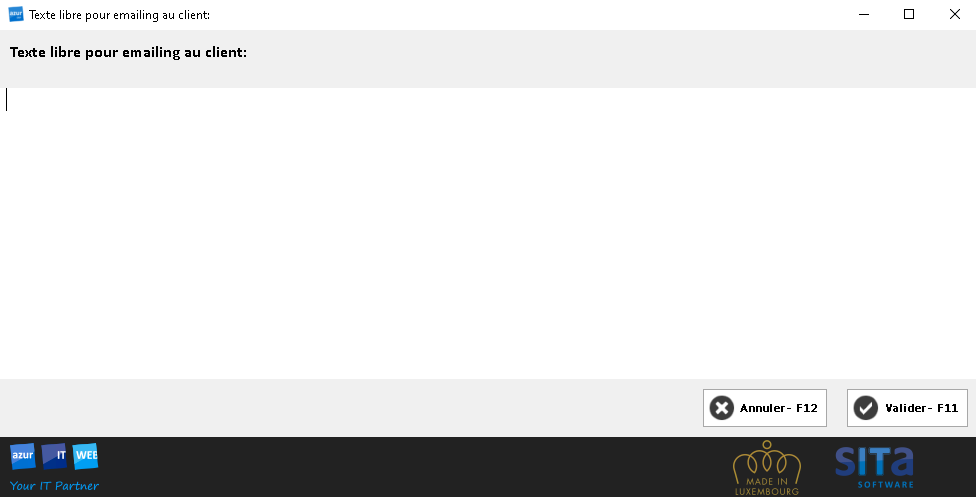 azur Texte libre pour emailing au client:
Texte libre pour emailing au client:
Annuler- F12 Valider- F11
azur IT WEB
Your IT Partner
MADE IN
LUXEMBOURG
SITa
SOFTWARE